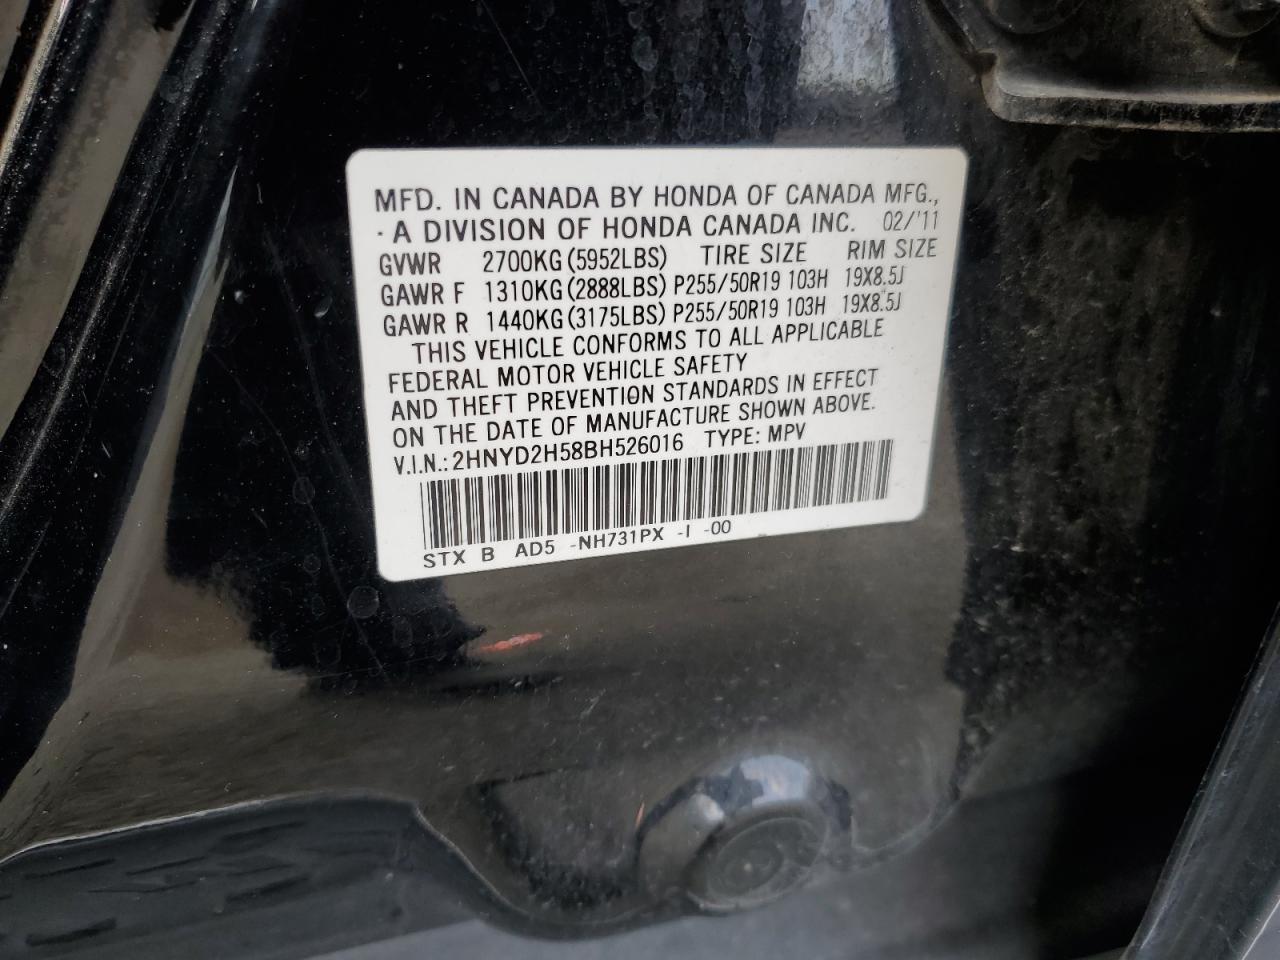 MFD. IN CANADA BY HONDA OF CANADA MFG.,
· A DIVISION OF HONDA CANADA INC. 02/'11
GVWR 2700KG (5952LBS) TIRE SIZE RIM SIZE
GAWR F 1310KG (2888LBS) P255/50R19 103H 19X8.5J
GAWR R 1440KG (3175LBS) P255/50R19 103H 19X8.5J
THIS VEHICLE CONFORMS TO ALL APPLICABLE
FEDERAL MOTOR VEHICLE SAFETY
AND THEFT PREVENTION STANDARDS IN EFFECT
ON THE DATE OF MANUFACTURE SHOWN ABOVE.
V.I.N.: 2HNYD2H58BH526016 TYPE: MPV
STX B AD5 -NH731PX -I -00